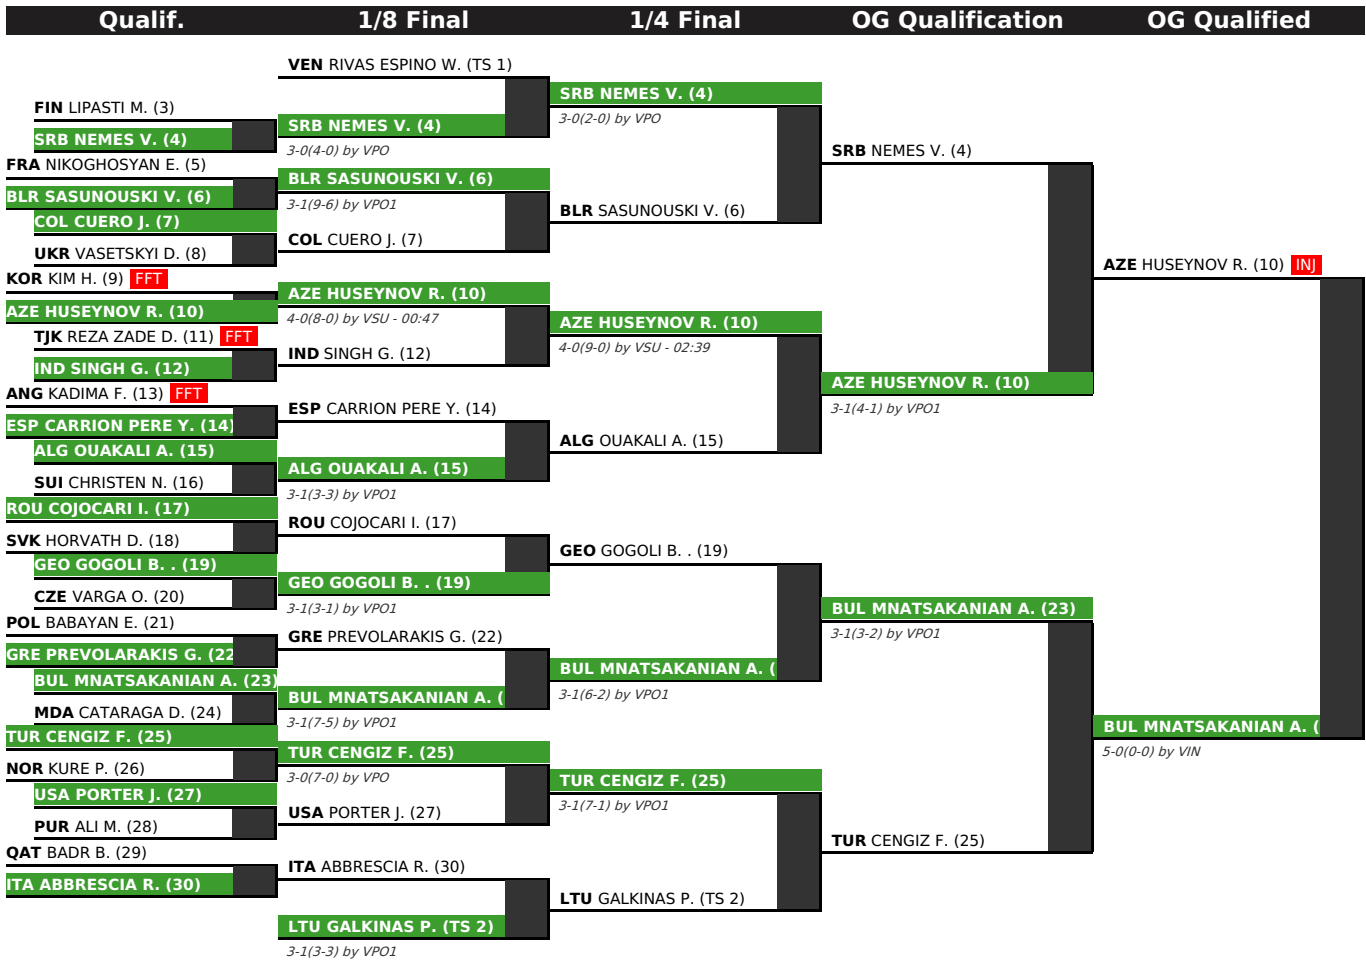 Qualif.
1/8 Final
1/4 Final
OG Qualification
OG Qualified
FIN LIPASTI M. (3)
SRB NEMES V. (4)
FRA NIKOGHOSYAN E. (5)
BLR SASUNOUSKI V. (6)
COL CUERO J. (7)
UKR VASETSKYI D. (8)
KOR KIM H. (9) FFT
AZE HUSEYNOV R. (10)
TJK REZA ZADE D. (11) FFT
IND SINGH G. (12)
ANG KADIMA F. (13) FFT
ESP CARRION PERE Y. (14)
ALG OUAKALI A. (15)
SUI CHRISTEN N. (16)
ROU COJOCARI I. (17)
SVK HORVATH D. (18)
GEO GOGOLI B. . (19)
CZE VARGA O. (20)
POL BABAYAN E. (21)
GRE PREVOLARAKIS G. (22
BUL MNATSAKANIAN A. (23)
MDA CATARAGA D. (24)
TUR CENGIZ F. (25)
NOR KURE P. (26)
USA PORTER J. (27)
PUR ALI M. (28)
QAT BADR B. (29)
ITA ABBRESCIA R. (30)
VEN RIVAS ESPINO W. (TS 1)
SRB NEMES V. (4)
3-0(4-0) by VPO
BLR SASUNOUSKI V. (6)
3-1(9-6) by VPO1
COL CUERO J. (7)
AZE HUSEYNOV R. (10)
4-0(8-0) by VSU - 00:47
IND SINGH G. (12)
ESP CARRION PERE Y. (14)
ALG OUAKALI A. (15)
3-1(3-3) by VPO1
ROU COJOCARI I. (17)
GEO GOGOLI B. . (19)
3-1(3-1) by VPO1
GRE PREVOLARAKIS G. (22)
BUL MNATSAKANIAN A. (
3-1(7-5) by VPO1
TUR CENGIZ F. (25)
3-0(7-0) by VPO
USA PORTER J. (27)
ITA ABBRESCIA R. (30)
LTU GALKINAS P. (TS 2)
3-1(3-3) by VPO1
SRB NEMES V. (4)
3-0(2-0) by VPO
BLR SASUNOUSKI V. (6)
AZE HUSEYNOV R. (10)
4-0(9-0) by VSU - 02:39
ALG OUAKALI A. (15)
GEO GOGOLI B. . (19)
BUL MNATSAKANIAN A. (
3-1(6-2) by VPO1
TUR CENGIZ F. (25)
3-1(7-1) by VPO1
LTU GALKINAS P. (TS 2)
SRB NEMES V. (4)
AZE HUSEYNOV R. (10)
3-1(4-1) by VPO1
BUL MNATSAKANIAN A. (23)
3-1(3-2) by VPO1
TUR CENGIZ F. (25)
AZE HUSEYNOV R. (10) INJ
BUL MNATSAKANIAN A. (
5-0(0-0) by VIN